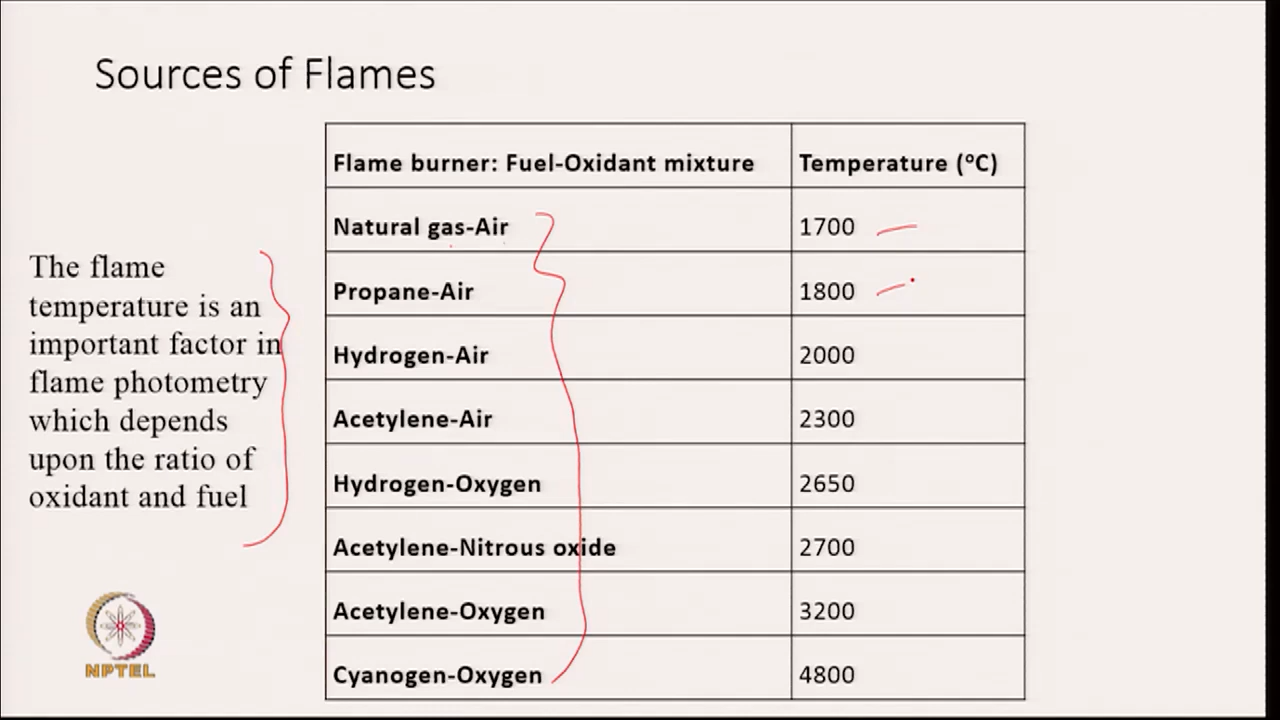 Sources of Flames
The flame
temperature is an
important factor in
flame photometry
which depends
upon the ratio of
oxidant and fuel
Flame burner: Fuel-Oxidant mixture Temperature (ºC)
Natural gas-Air 1700
Propane-Air 1800
Hydrogen-Air 2000
Acetylene-Air 2300
Hydrogen-Oxygen 2650
Acetylene-Nitrous oxide 2700
Acetylene-Oxygen 3200
Cyanogen-Oxygen 4800
NPTEL